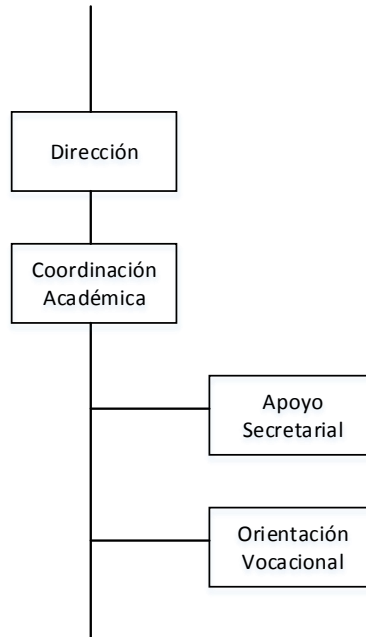 Dirección
Coordinación
Académica
Apoyo
Secretarial
Orientación
Vocacional